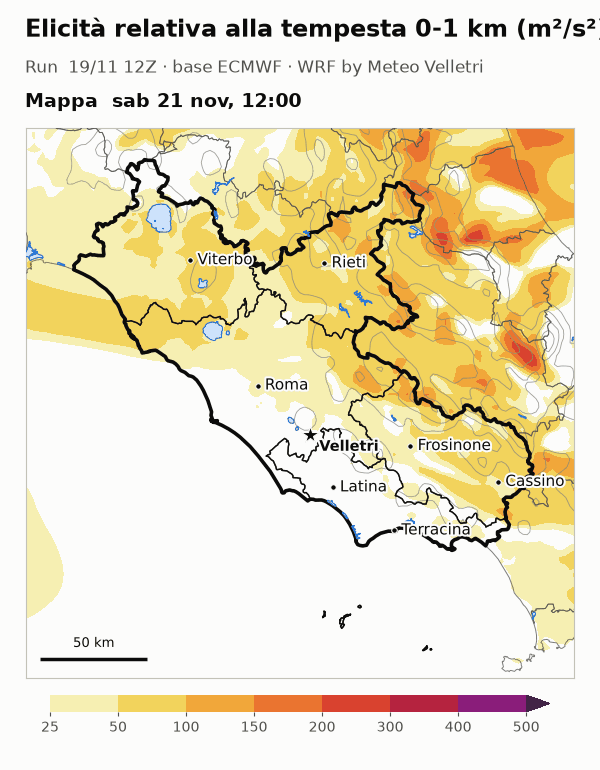 Elicità relativa alla tempesta 0-1 km (m²/s²)
Run 19/11 12Z · base ECMWF · WRF by Meteo Velletri
Mappa sab 21 nov, 12:00
Viterbo
Rieti
Roma
Velletri
Frosinone
Cassino
Latina
Terracina
50 km
25 50 100 150 200 300 400 500